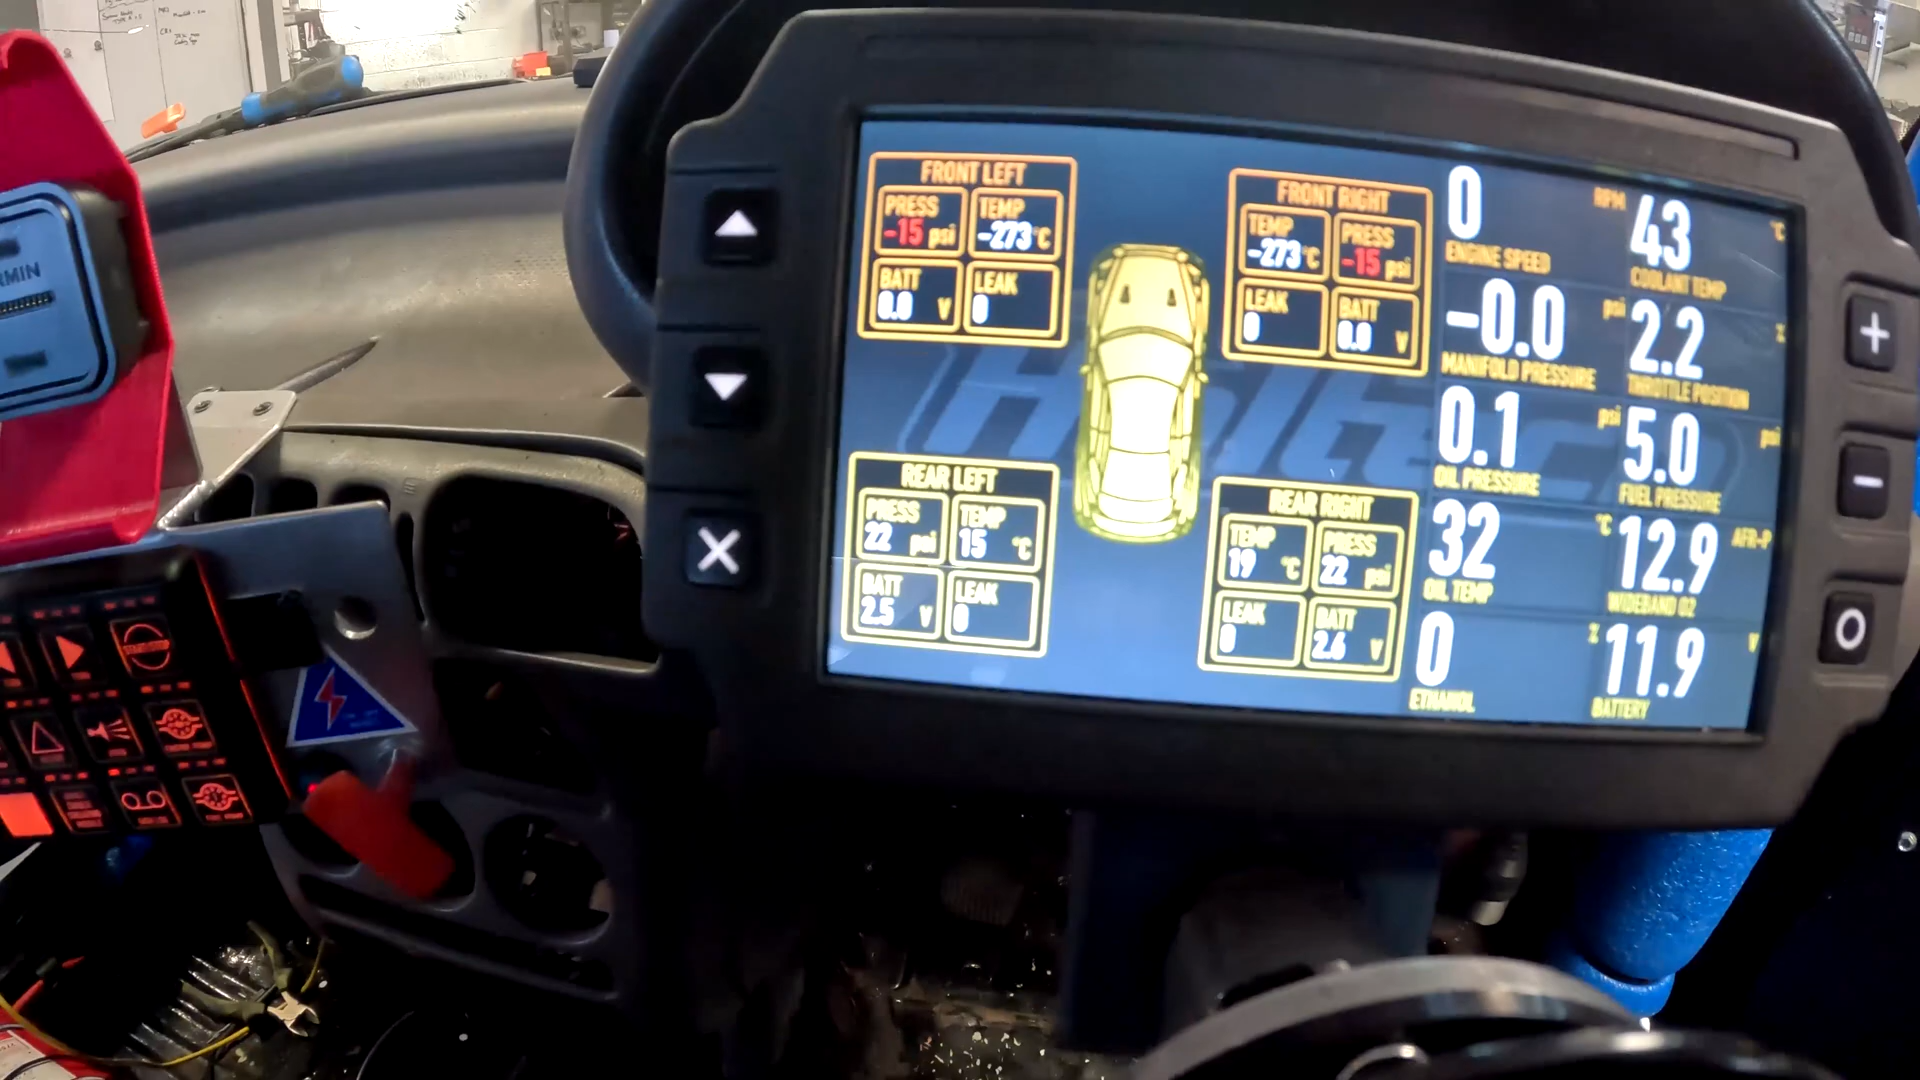 FRONT LEFT
PRESS TEMP
-15 psi -273°C
BATT LEAK
0.0 V 0
FRONT RIGHT
TEMP PRESS
-273°C -15 psi
LEAK BATT
0 0.0 V
REAR LEFT
PRESS TEMP
22 psi 15 °C
BATT LEAK
2.5 V 0
REAR RIGHT
TEMP PRESS
19 °C 22 psi
LEAK BATT
0 2.6 V
Haltech
0 RPM
ENGINE SPEED
43 °C
COOLANT TEMP
-0.0 psi
MANIFOLD PRESSURE
2.2 %
THROTTLE POSITION
0.1 psi
OIL PRESSURE
5.0 psi
FUEL PRESSURE
32 °C
OIL TEMP
12.9 AFR-P
WIDEBAND O2
0 %
ETHANOL
11.9 V
BATTERY
RMIN